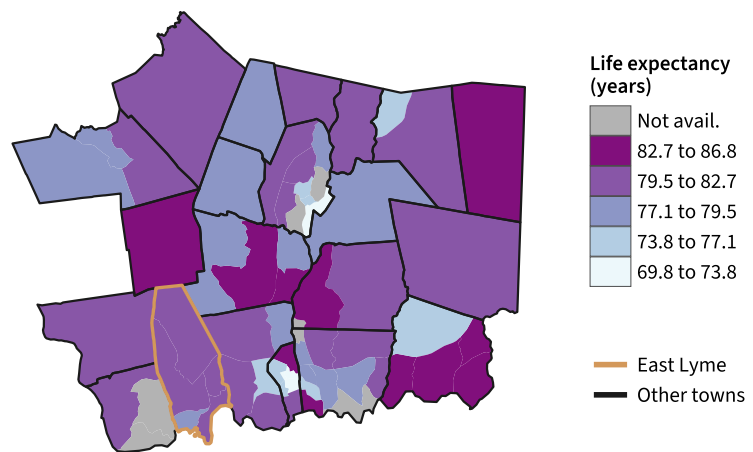 Life expectancy
(years)
Not avail.
82.7 to 86.8
79.5 to 82.7
77.1 to 79.5
73.8 to 77.1
69.8 to 73.8
East Lyme
Other towns